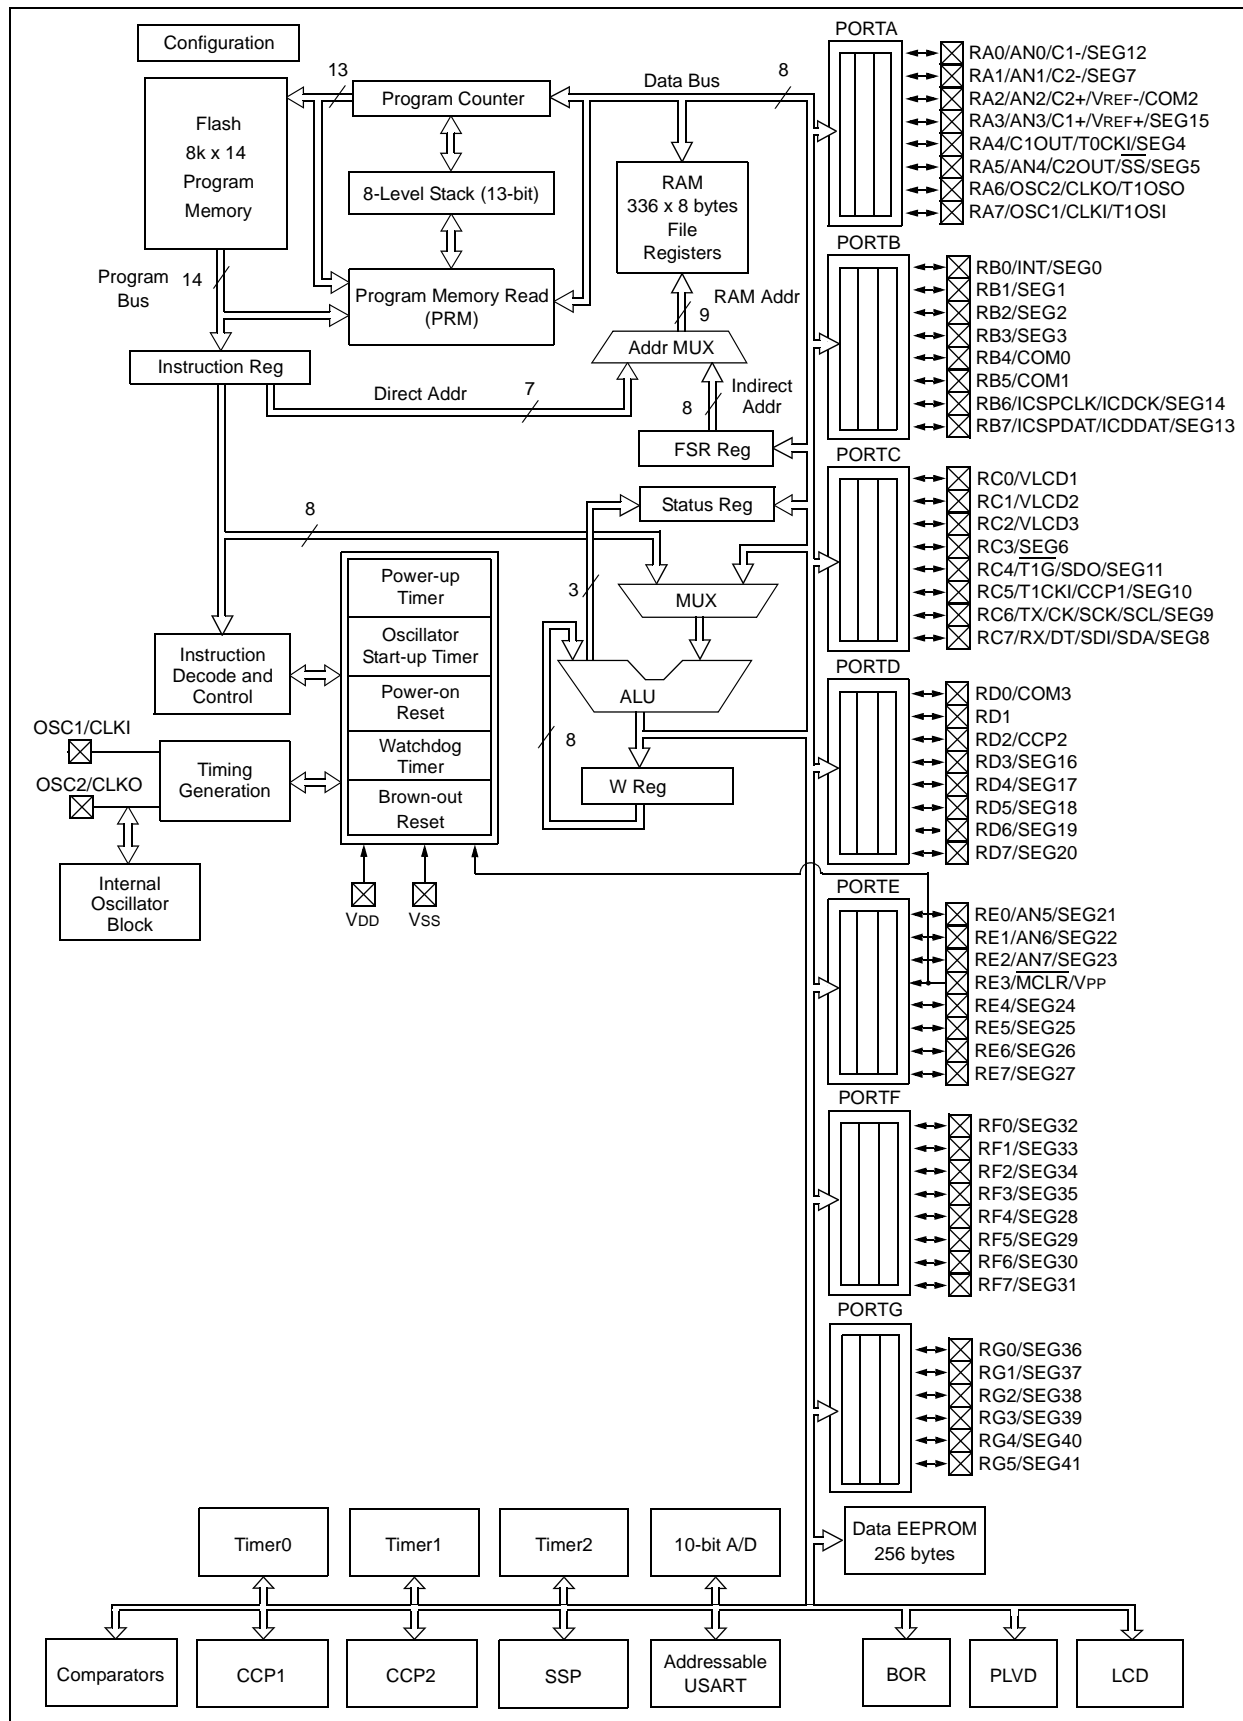 Configuration
Flash
8k x 14
Program
Memory
13
Program Counter
Data Bus
8
8-Level Stack (13-bit)
RAM
336 x 8 bytes
File
Registers
Program
Bus
14
Program Memory Read
(PRM)
RAM Addr
9
Addr MUX
Instruction Reg
Direct Addr
7
Indirect
Addr
8
FSR Reg
Status Reg
8
3
Power-up
Timer
Oscillator
Start-up Timer
Power-on
Reset
Watchdog
Timer
Brown-out
Reset
MUX
ALU
8
W Reg
Instruction
Decode and
Control
OSC1/CLKI
OSC2/CLKO
Timing
Generation
Internal
Oscillator
Block
VDD
VSS
PORTA
RA0/AN0/C1-/SEG12
RA1/AN1/C2-/SEG7
RA2/AN2/C2+/VREF-/COM2
RA3/AN3/C1+/VREF+/SEG15
RA4/C1OUT/T0CKI/SEG4
RA5/AN4/C2OUT/SS/SEG5
RA6/OSC2/CLKO/T1OSO
RA7/OSC1/CLKI/T1OSI
PORTB
RB0/INT/SEG0
RB1/SEG1
RB2/SEG2
RB3/SEG3
RB4/COM0
RB5/COM1
RB6/ICSPCLK/ICDCK/SEG14
RB7/ICSPDAT/ICDDAT/SEG13
PORTC
RC0/VLCD1
RC1/VLCD2
RC2/VLCD3
RC3/SEG6
RC4/T1G/SDO/SEG11
RC5/T1CKI/CCP1/SEG10
RC6/TX/CK/SCK/SCL/SEG9
RC7/RX/DT/SDI/SDA/SEG8
PORTD
RD0/COM3
RD1
RD2/CCP2
RD3/SEG16
RD4/SEG17
RD5/SEG18
RD6/SEG19
RD7/SEG20
PORTE
RE0/AN5/SEG21
RE1/AN6/SEG22
RE2/AN7/SEG23
RE3/MCLR/VPP
RE4/SEG24
RE5/SEG25
RE6/SEG26
RE7/SEG27
PORTF
RF0/SEG32
RF1/SEG33
RF2/SEG34
RF3/SEG35
RF4/SEG28
RF5/SEG29
RF6/SEG30
RF7/SEG31
PORTG
RG0/SEG36
RG1/SEG37
RG2/SEG38
RG3/SEG39
RG4/SEG40
RG5/SEG41
Timer0
Timer1
Timer2
10-bit A/D
Data EEPROM
256 bytes
Comparators
CCP1
CCP2
SSP
Addressable
USART
BOR
PLVD
LCD